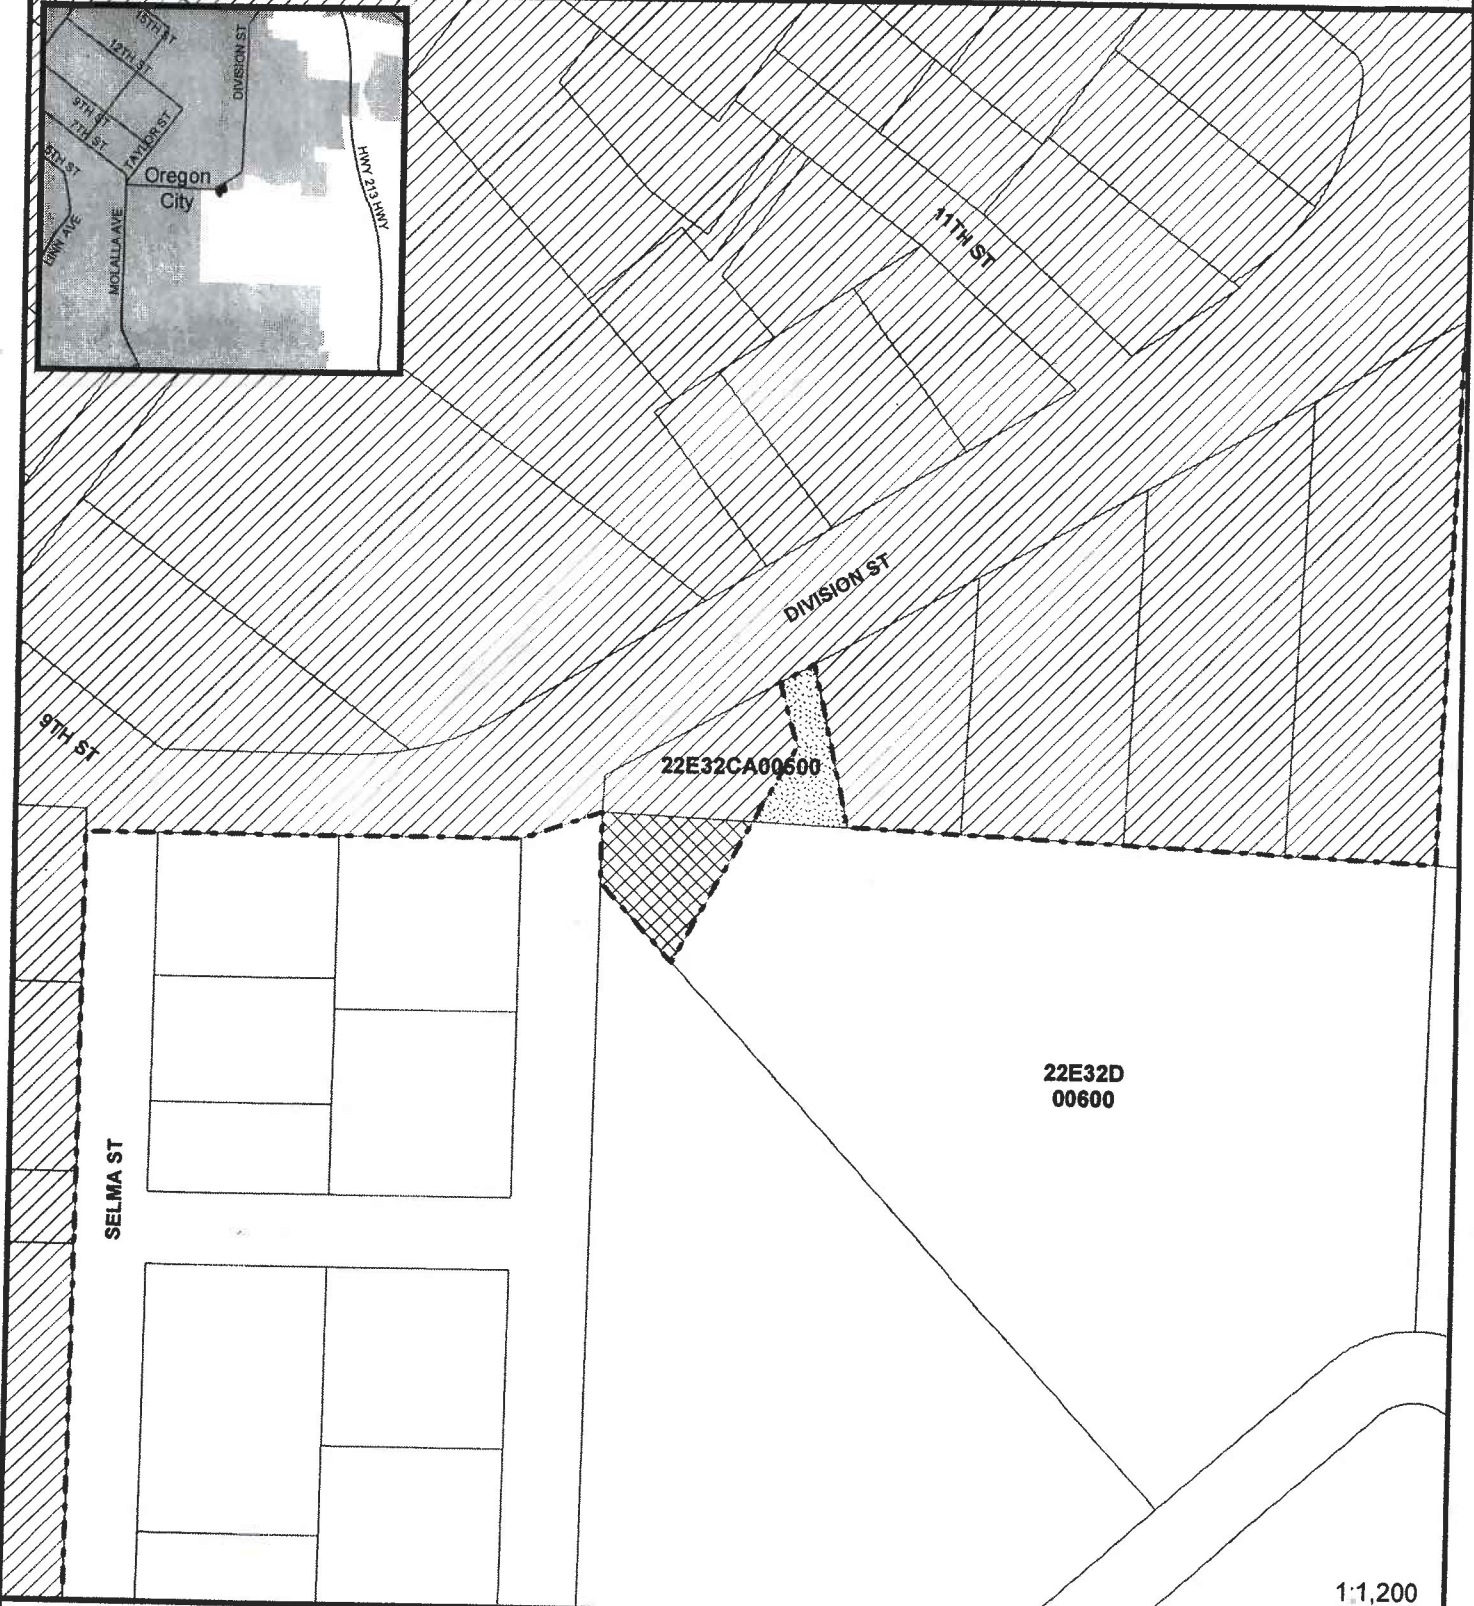 15TH ST
12TH ST
DIVISION ST
9TH ST
7TH ST
TAYLOR ST
5TH ST
Oregon
City
HWY 213 HWY
LINN AVE
MOLALLA AVE
11TH ST
DIVISION ST
9TH ST
22E32CA00500
22E32D
00600
SELMA ST
1:1,200